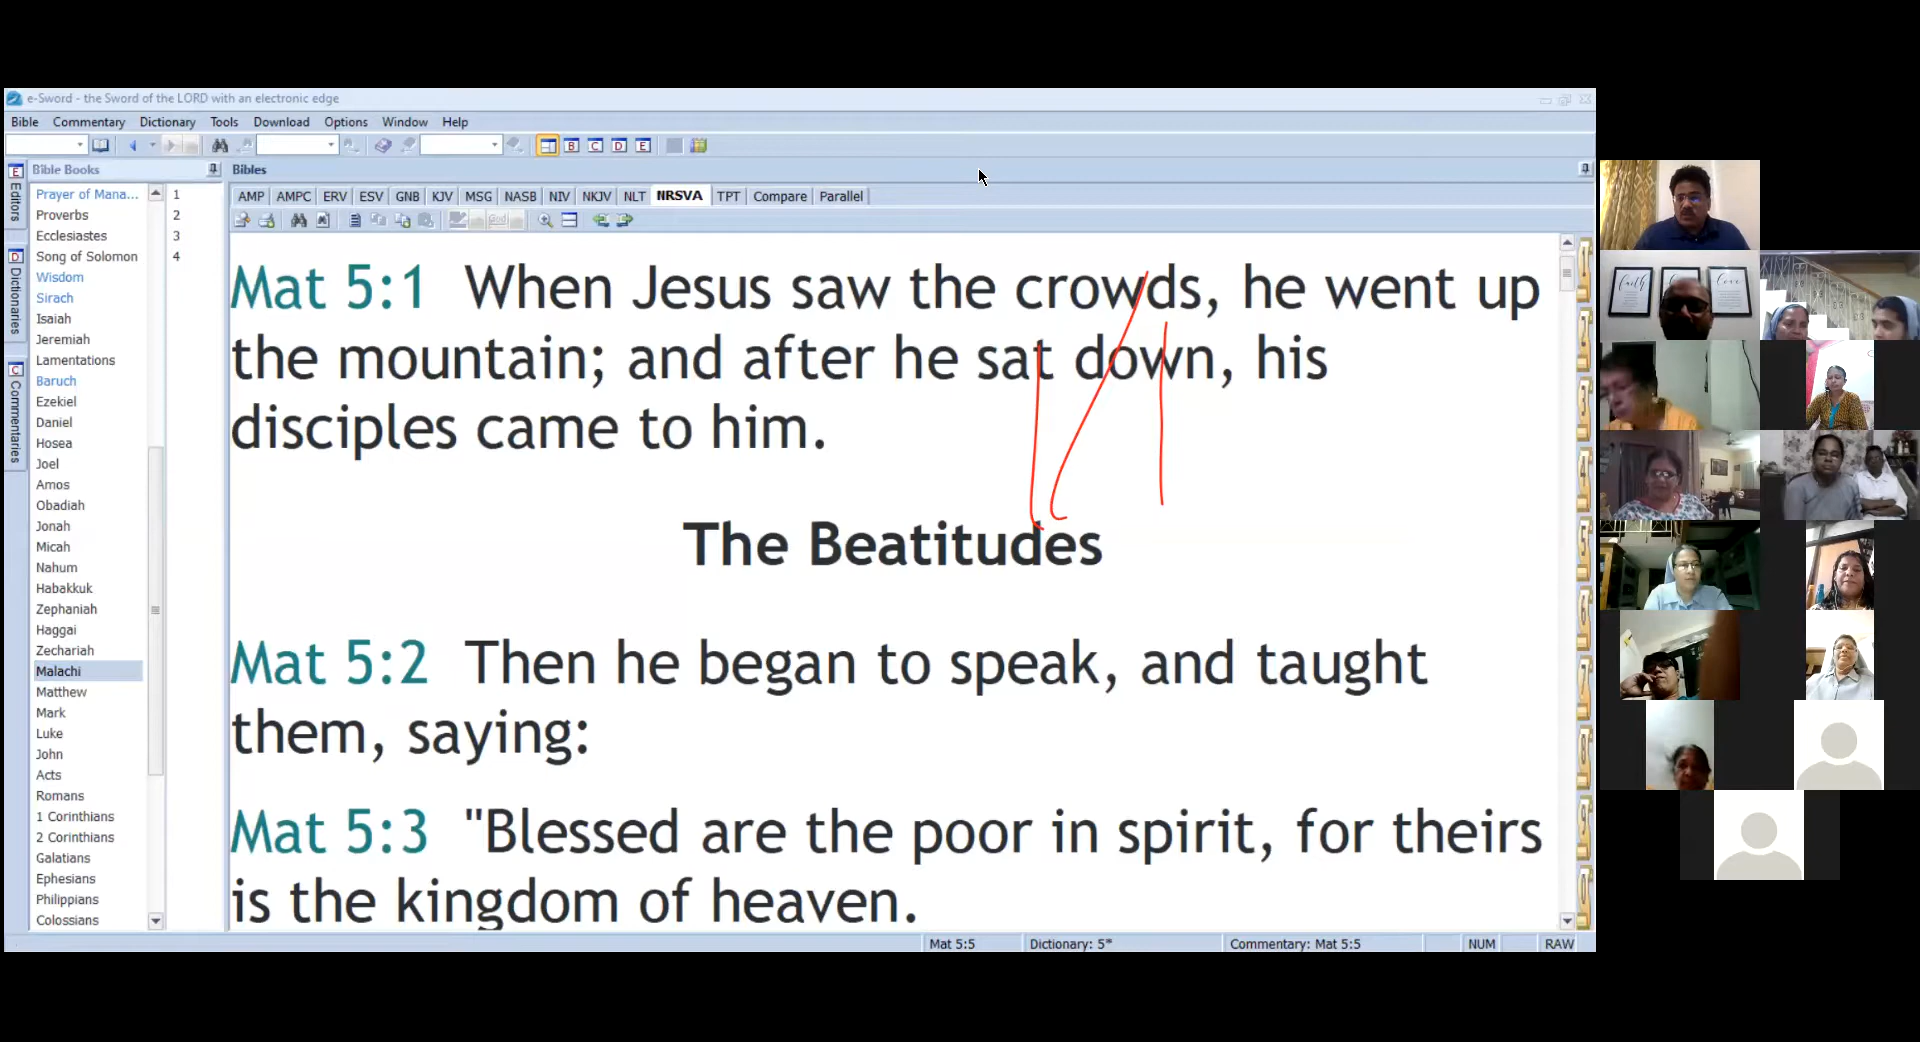 e-Sword - the Sword of the LORD with an electronic edge
Bible Commentary Dictionary Tools Download Options Window Help
B C D E
E Editors
D Dictionaries
C Commentaries
Bible Books
Prayer of Mana...
Proverbs
Ecclesiastes
Song of Solomon
Wisdom
Sirach
Isaiah
Jeremiah
Lamentations
Baruch
Ezekiel
Daniel
Hosea
Joel
Amos
Obadiah
Jonah
Micah
Nahum
Habakkuk
Zephaniah
Haggai
Zechariah
Malachi
Matthew
Mark
Luke
John
Acts
Romans
1 Corinthians
2 Corinthians
Galatians
Ephesians
Philippians
Colossians
1
2
3
4
Bibles
AMP AMPC ERV ESV GNB KJV MSG NASB NIV NKJV NLT NRSVA TPT Compare Parallel
God
Mat 5:1 When Jesus saw the crowds, he went up
the mountain; and after he sat down, his
disciples came to him.
The Beatitudes
Mat 5:2 Then he began to speak, and taught
them, saying:
Mat 5:3 "Blessed are the poor in spirit, for theirs
is the kingdom of heaven.
Mat 5:5 Dictionary: 5* Commentary: Mat 5:5 NUM RAW
faith
Love